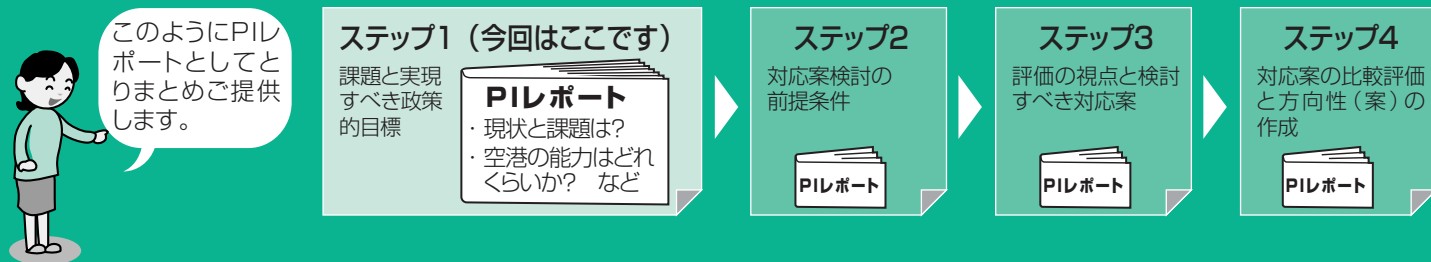 このようにPIレ
ポートとしてと
りまとめご提供
します。
ステップ1（今回はここです）
課題と実現
すべき政策
的目標
PIレポート
・現状と課題は?
・空港の能力はどれ
くらいか?　など
ステップ2
対応案検討の
前提条件
PIレポート
ステップ3
評価の視点と検討
すべき対応案
PIレポート
ステップ4
対応案の比較評価
と方向性（案）の
作成
PIレポート